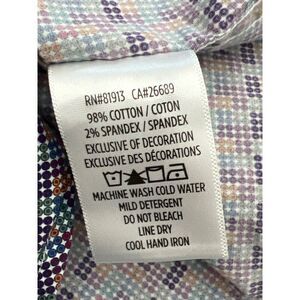 RN#81913 CA#26689
98% COTTON / COTON
2% SPANDEX / SPANDEX
EXCLUSIVE OF DECORATION
EXCLUSIVE DES DÉCORATIONS
MACHINE WASH COLD WATER
MILD DETERGENT
DO NOT BLEACH
LINE DRY
COOL HAND IRON